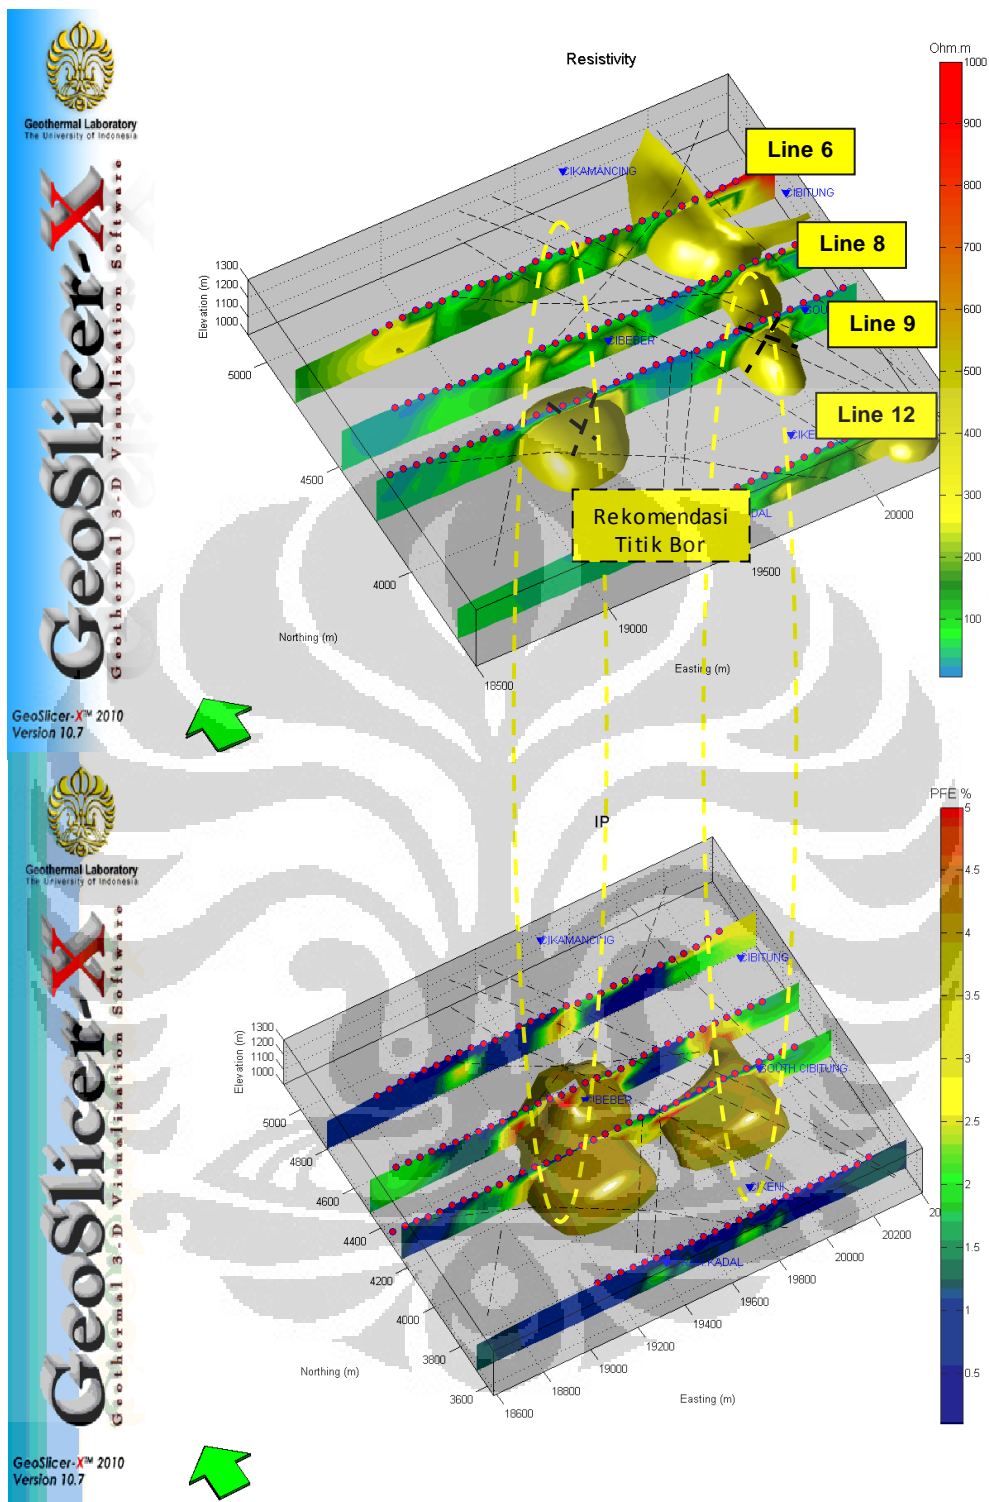 Geothermal Laboratory
The University of Indonesia
GeoSlicer-X
Geothermal 3-D Visualization Software
GeoSlicer-X™ 2010
Version 10.7
Resistivity
Ohm.m
1000
900
800
700
600
500
400
300
200
100
Line 6
Line 8
Line 9
Line 12
CIKAMANCING
CIBITUNG
CIBEBER
SOU
CIKE
DAL
Rekomendasi
Titik Bor
Elevation (m)
1300
1200
1100
1000
5000
4500
4000
Northing (m)
18500
19000
19500
20000
Easting (m)
Geothermal Laboratory
The University of Indonesia
GeoSlicer-X
Geothermal 3-D Visualization Software
GeoSlicer-X™ 2010
Version 10.7
IP
PFE %
5
4.5
4
3.5
3
2.5
2
1.5
1
0.5
CIBITUNG
CIBEBER
SOUTH CIBITUNG
CIKENI
KADAL
Elevation (m)
1300
1200
1100
1000
5000
4800
4600
4400
4200
4000
3800
3600
Northing (m)
18600
18800
19000
19200
19400
19600
19800
20000
20200
20
Easting (m)